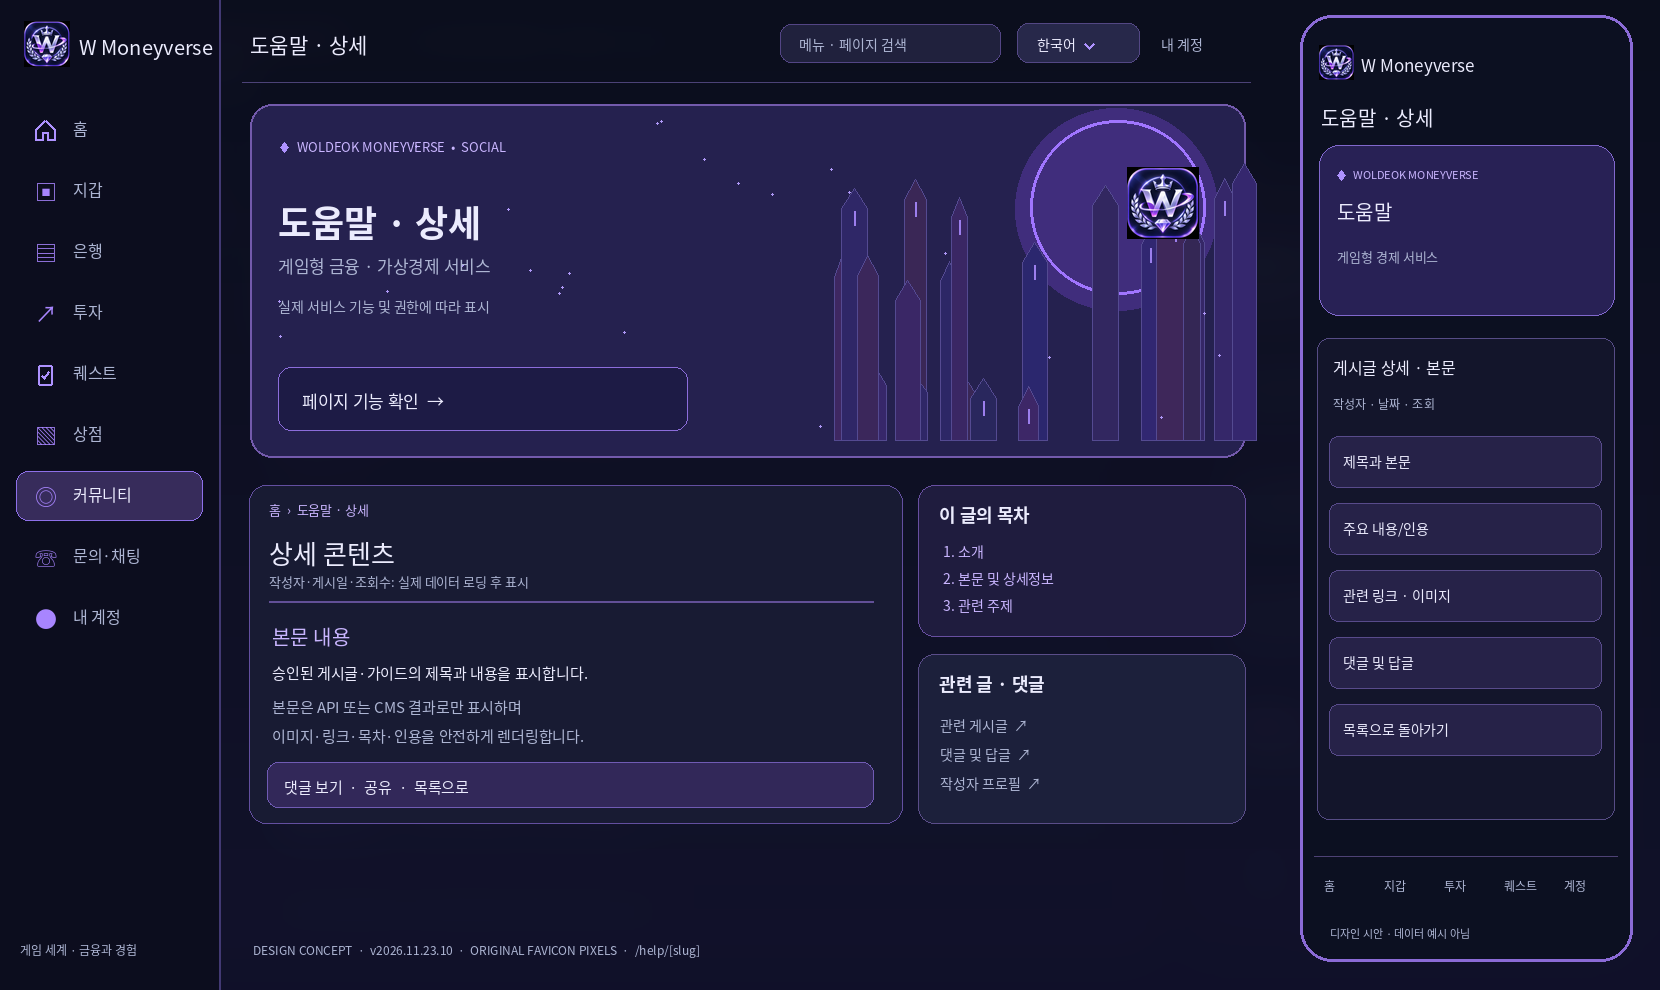 W Moneyverse
홈
지갑
은행
투자
퀘스트
상점
커뮤니티
문의·채팅
내 계정
게임 세계 · 금융과 경험
도움말 · 상세
메뉴 · 페이지 검색
한국어
내 계정
WOLDEOK MONEYVERSE • SOCIAL
도움말 · 상세
게임형 금융 · 가상경제 서비스
실제 서비스 기능 및 권한에 따라 표시
페이지 기능 확인 →
W
홈 › 도움말 · 상세
상세 콘텐츠
작성자·게시일·조회수: 실제 데이터 로딩 후 표시
본문 내용
승인된 게시글·가이드의 제목과 내용을 표시합니다.
본문은 API 또는 CMS 결과로만 표시하며
이미지·링크·목차·인용을 안전하게 렌더링합니다.
댓글 보기 · 공유 · 목록으로
이 글의 목차
1. 소개
2. 본문 및 상세정보
3. 관련 주제
관련 글 · 댓글
관련 게시글 ↗
댓글 및 답글 ↗
작성자 프로필 ↗
DESIGN CONCEPT · v2026.11.23.10 · ORIGINAL FAVICON PIXELS · /help/[slug]
W Moneyverse
도움말 · 상세
WOLDEOK MONEYVERSE
도움말
게임형 경제 서비스
게시글 상세 · 본문
작성자 · 날짜 · 조회
제목과 본문
주요 내용/인용
관련 링크 · 이미지
댓글 및 답글
목록으로 돌아가기
홈 지갑 투자 퀘스트 계정
디자인 시안 · 데이터 예시 아님